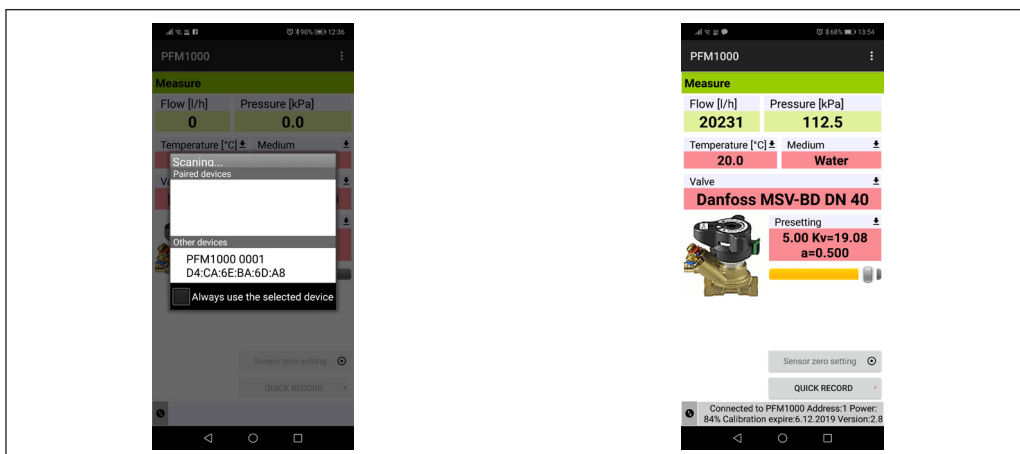 90% 12:36
PFM1000
Measure
Flow [l/h] Pressure [kPa]
0 0.0
Temperature [°C] Medium
Scaning...
Paired devices
Va
Other devices
PFM1000 0001
D4:CA:6E:BA:6D:A8
Always use the selected device
Sensor zero setting
QUICK RECORD
68% 13:54
PFM1000
Measure
Flow [l/h] Pressure [kPa]
20231 112.5
Temperature [°C] Medium
20.0 Water
Valve
Danfoss MSV-BD DN 40
Presetting
5.00 Kv=19.08
a=0.500
Sensor zero setting
QUICK RECORD
Connected to PFM1000 Address:1 Power:
84% Calibration expire:6.12.2019 Version:2.8